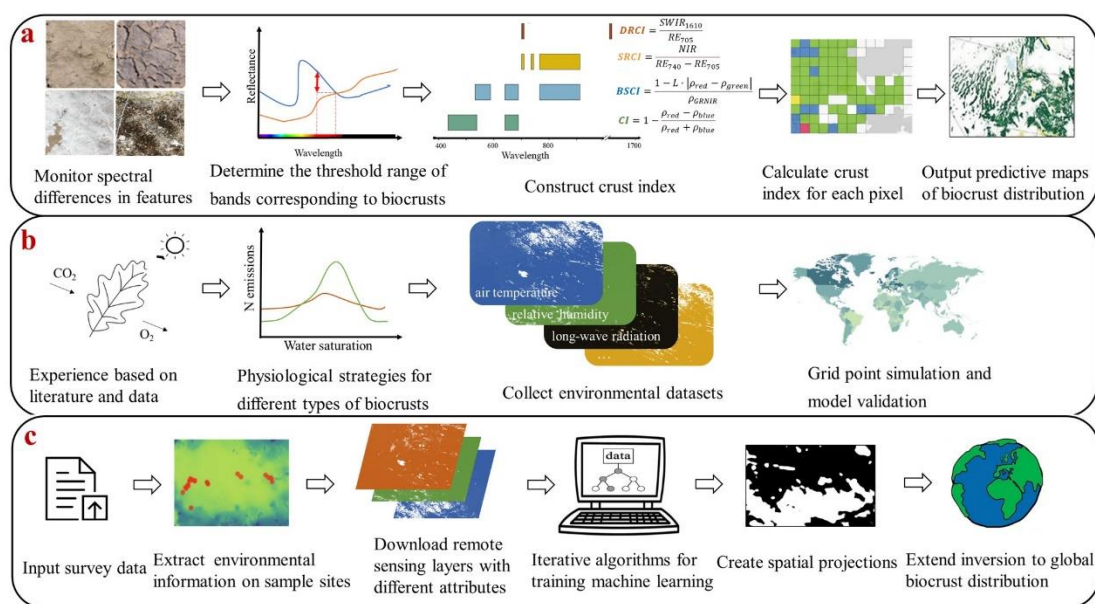 a
Reflectance
Wavelength
DRCI = SWIR₁₆₁₀ / RE₇₀₅
SRCI = NIR / RE₇₄₀ − RE₇₀₅
BSCI = 1 − L · |ρred − ρgreen| / ρGRNIR
CI = 1 − ρred − ρblue / ρred + ρblue
400 600 800 1700
Wavelength
Monitor spectral
differences in features
Determine the threshold range of
bands corresponding to biocrusts
Construct crust index
Calculate crust
index for each pixel
Output predictive maps
of biocrust distribution
b
CO₂
O₂
N emissions
Water saturation
air temperature
relative humidity
long-wave radiation
...
Experience based on
literature and data
Physiological strategies for
different types of biocrusts
Collect environmental datasets
Grid point simulation and
model validation
c
data
Input survey data
Extract environmental
information on sample sites
Download remote
sensing layers with
different attributes
Iterative algorithms for
training machine learning
Create spatial projections
Extend inversion to global
biocrust distribution